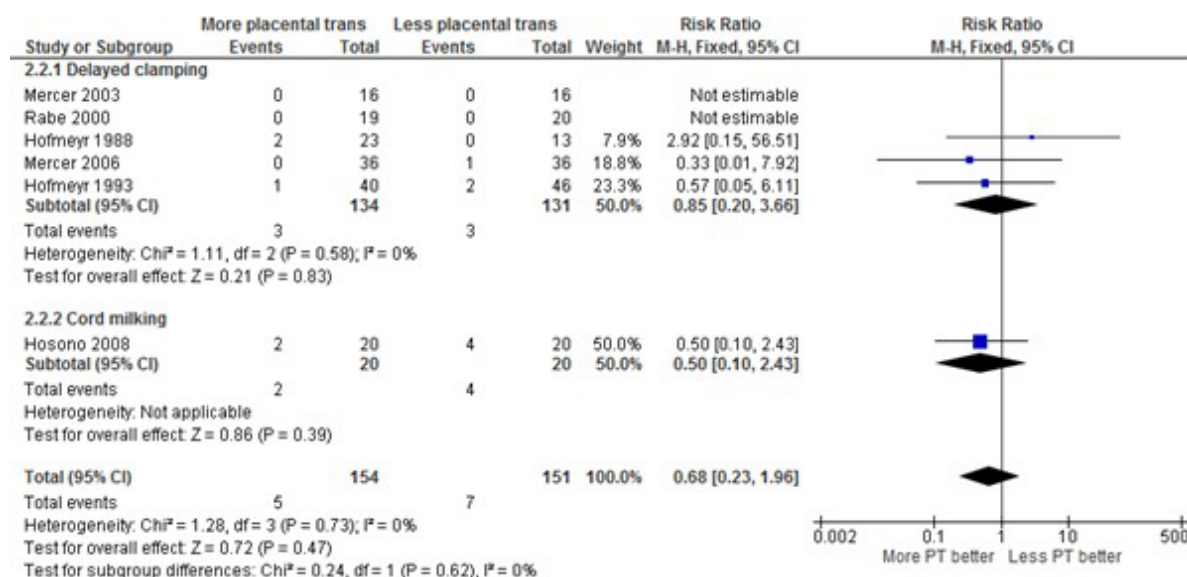 More placental trans Less placental trans Risk Ratio Risk Ratio
Study or Subgroup Events Total Events Total Weight M-H, Fixed, 95% CI M-H, Fixed, 95% CI
2.2.1 Delayed clamping
Mercer 2003 0 16 0 16 Not estimable
Rabe 2000 0 19 0 20 Not estimable
Hofmeyr 1988 2 23 0 13 7.9% 2.92 [0.15, 56.51]
Mercer 2006 0 36 1 36 18.8% 0.33 [0.01, 7.92]
Hofmeyr 1993 1 40 2 46 23.3% 0.57 [0.05, 6.11]
Subtotal (95% CI) 134 131 50.0% 0.85 [0.20, 3.66]
Total events 3 3
Heterogeneity: Chi² = 1.11, df = 2 (P = 0.58); I² = 0%
Test for overall effect: Z = 0.21 (P = 0.83)
2.2.2 Cord milking
Hosono 2008 2 20 4 20 50.0% 0.50 [0.10, 2.43]
Subtotal (95% CI) 20 20 50.0% 0.50 [0.10, 2.43]
Total events 2 4
Heterogeneity: Not applicable
Test for overall effect: Z = 0.86 (P = 0.39)
Total (95% CI) 154 151 100.0% 0.68 [0.23, 1.96]
Total events 5 7
Heterogeneity: Chi² = 1.28, df = 3 (P = 0.73); I² = 0%
Test for overall effect: Z = 0.72 (P = 0.47)
Test for subgroup differences: Chi² = 0.24, df = 1 (P = 0.62), I² = 0%
0.002 0.1 1 10 500
More PT better Less PT better